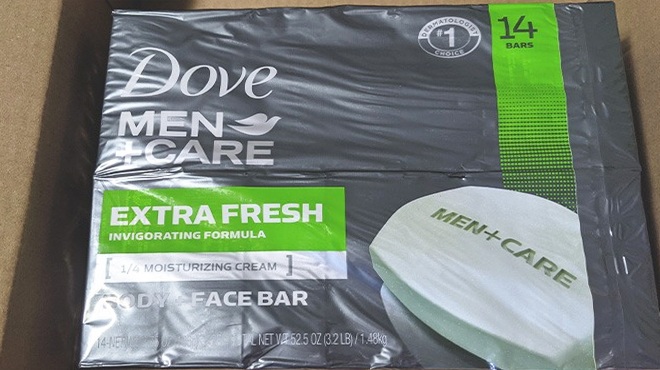 DERMATOLOGIST
#1
CHOICE
14
BARS
Dove
MEN
+CARE
EXTRA FRESH
INVIGORATING FORMULA
[ 1/4 MOISTURIZING CREAM ]
FACE BAR
MEN+CARE
NET WT 52.5 OZ (3.2 LB) / 1.48kg